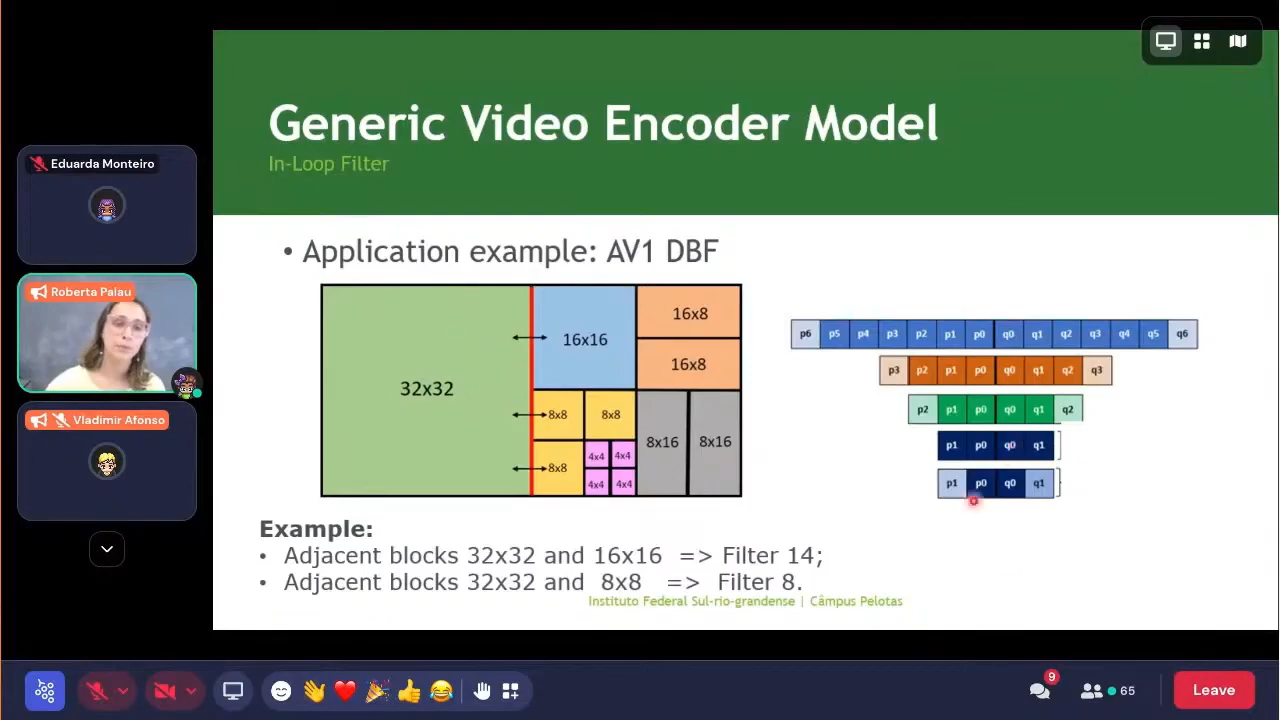 Generic Video Encoder Model
In-Loop Filter
Eduarda Monteiro
Roberta Palau
Vladimir Afonso
• Application example: AV1 DBF
32x32
16x16
16x8
16x8
8x8
8x8
8x8
4x4
4x4
4x4
4x4
8x16
8x16
p6 p5 p4 p3 p2 p1 p0 q0 q1 q2 q3 q4 q5 q6
p3 p2 p1 p0 q0 q1 q2 q3
p2 p1 p0 q0 q1 q2
p1 p0 q0 q1
p1 p0 q0 q1
Example:
• Adjacent blocks 32x32 and 16x16 => Filter 14;
• Adjacent blocks 32x32 and 8x8 => Filter 8.
Instituto Federal Sul-rio-grandense | Câmpus Pelotas
9
65
Leave